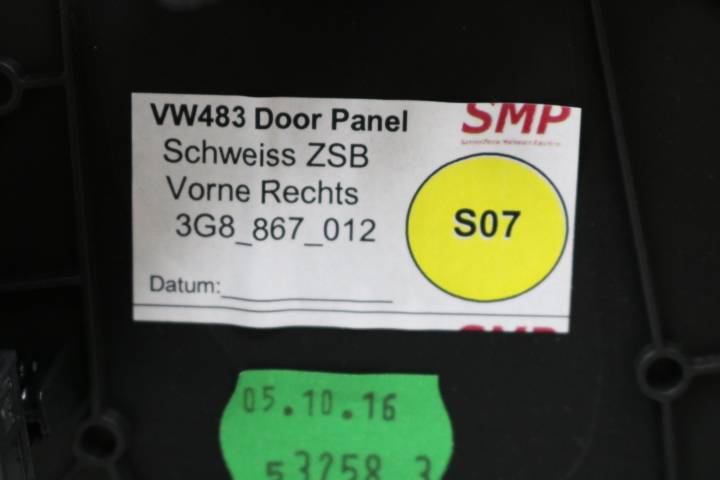 VW483 Door Panel
SMP
Schweiss ZSB
Vorne Rechts
3G8_867_012
S07
Datum:
05.10.16
53258 3